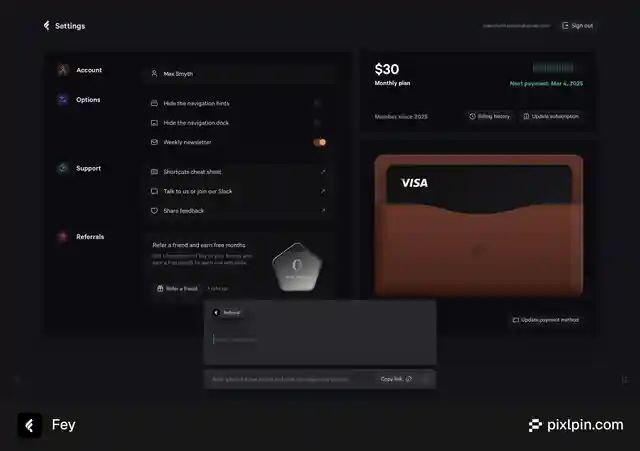 Settings
Sign out
Account
Max Smyth
Options
Hide the navigation hints
Hide the navigation dock
Weekly newsletter
Support
Shortcuts cheat sheet
Talk to us or join our Slack
Share feedback
Referrals
Refer a friend and earn free months
Refer a friend
$30
Monthly plan
Next payment: Mar 4, 2025
Member since 2025
Billing history
Update subscription
VISA
Update payment method
Referral
Copy link
Fey
pixlpin.com